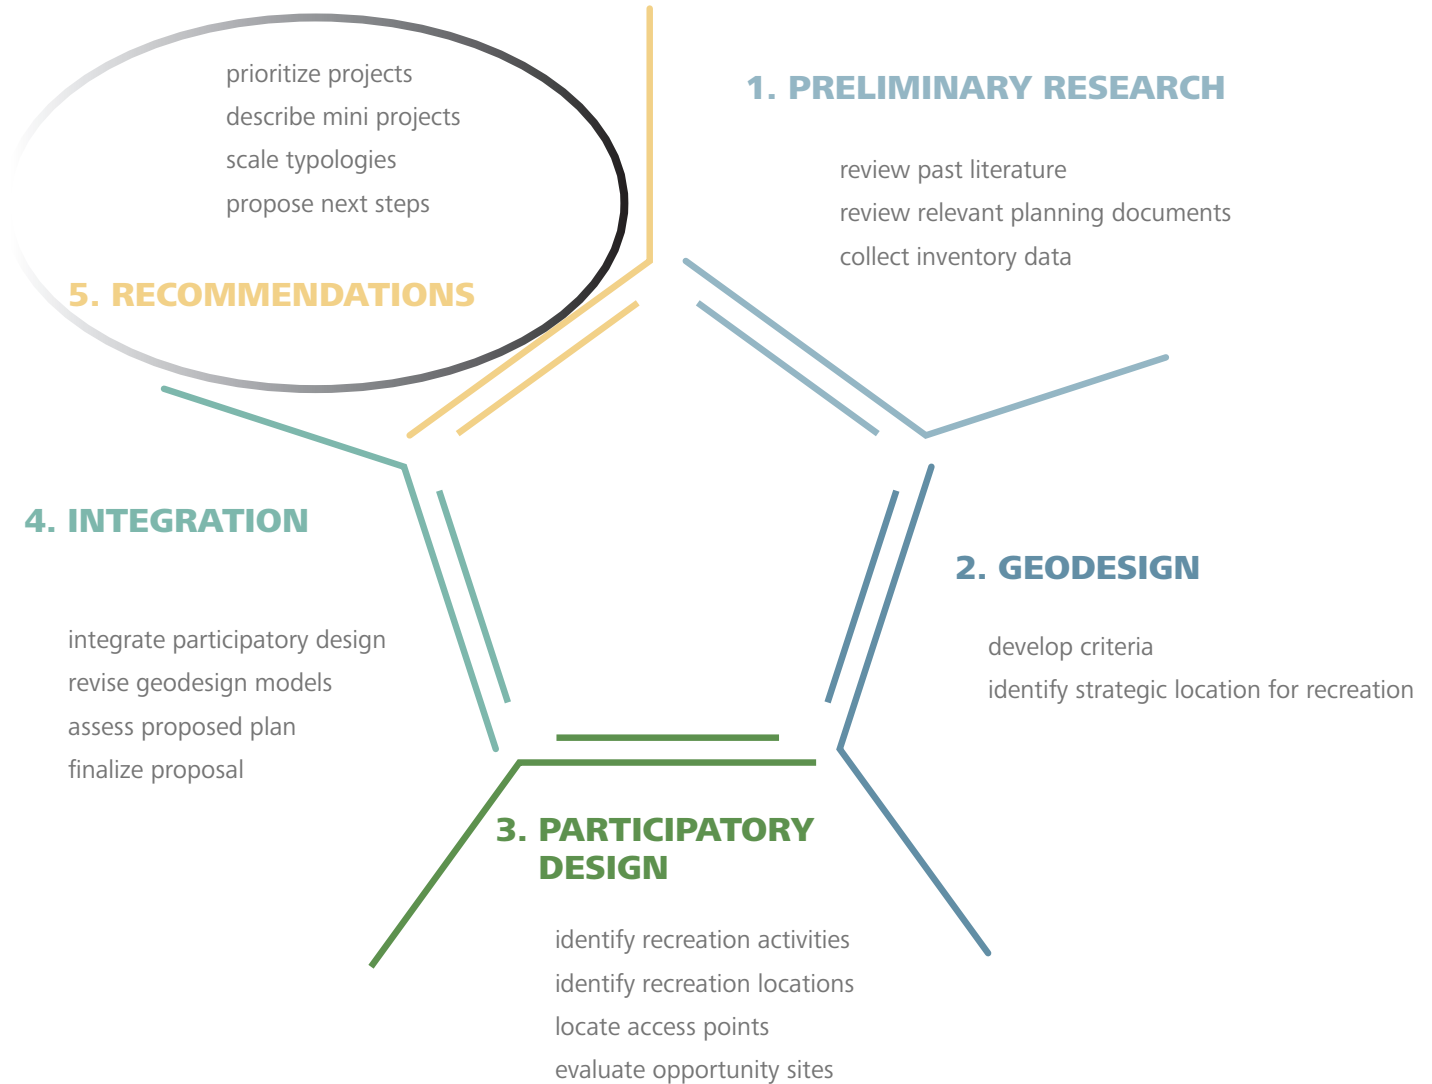 1. PRELIMINARY RESEARCH
review past literature
review relevant planning documents
collect inventory data
2. GEODESIGN
develop criteria
identify strategic location for recreation
3. PARTICIPATORY
DESIGN
identify recreation activities
identify recreation locations
locate access points
evaluate opportunity sites
4. INTEGRATION
integrate participatory design
revise geodesign models
assess proposed plan
finalize proposal
prioritize projects
describe mini projects
scale typologies
propose next steps
5. RECOMMENDATIONS